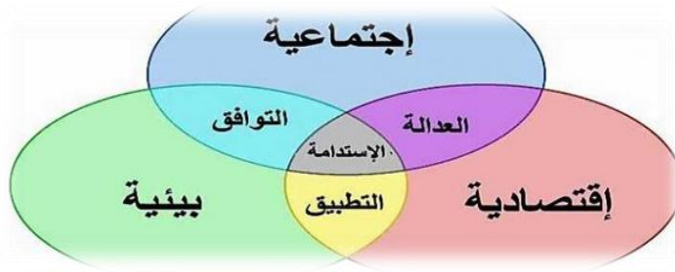 إجتماعية
التوافق
العدالة
الإستدامة
بيئية
التطبيق
إقتصادية